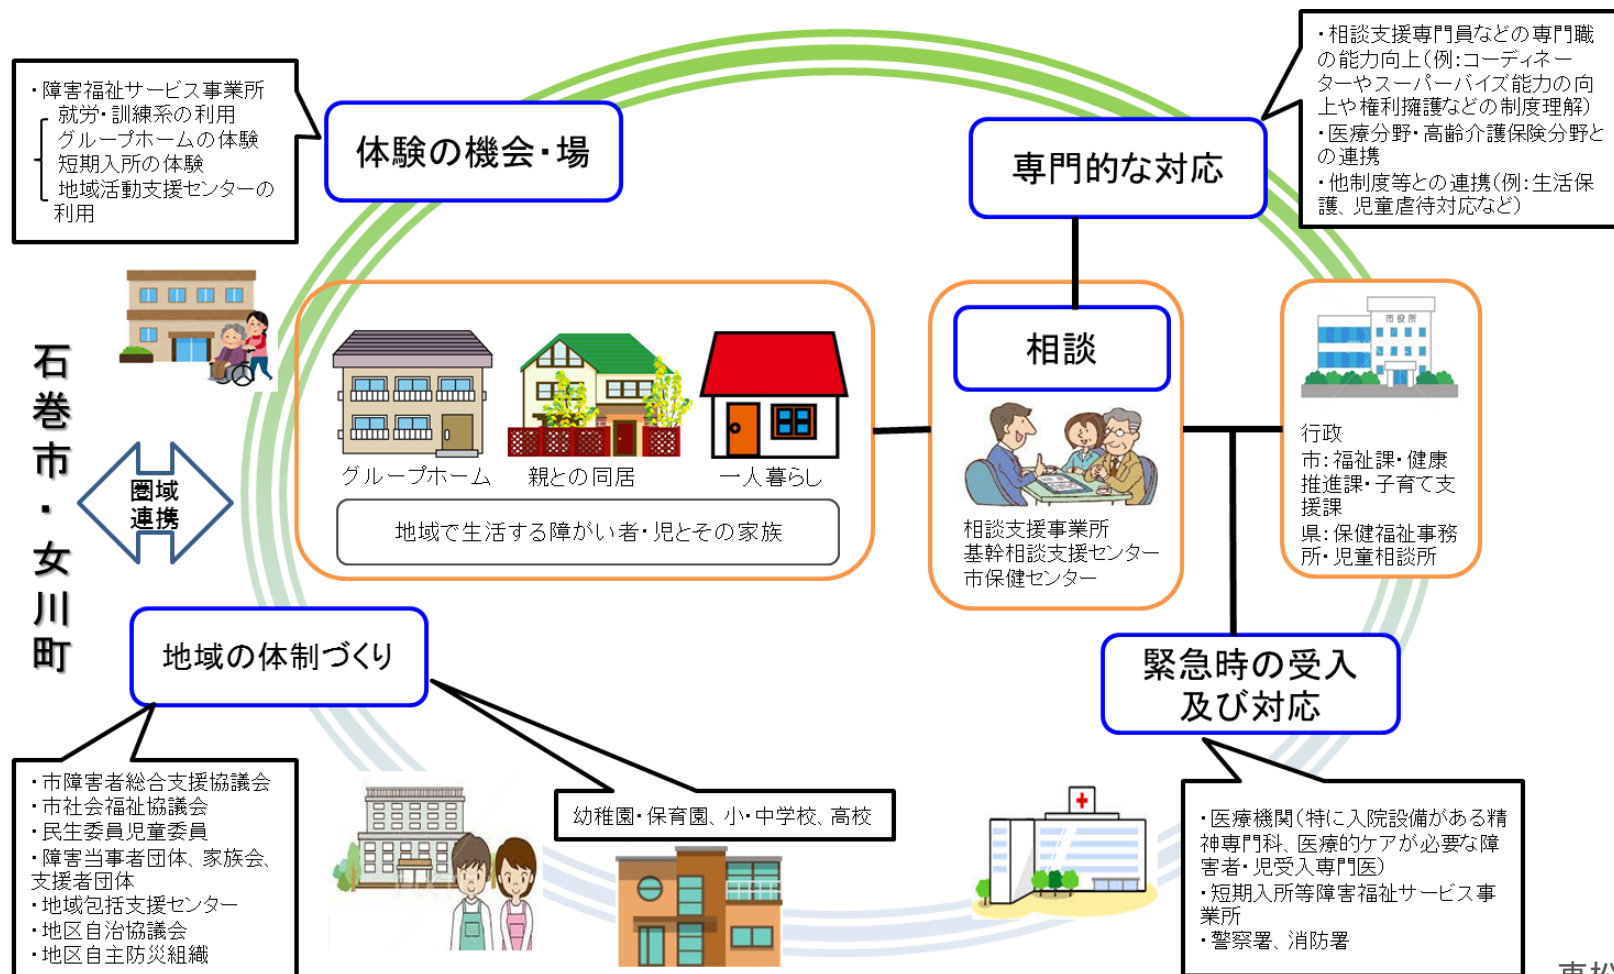 ・障害福祉サービス事業所
就労・訓練系の利用
グループホームの体験
短期入所の体験
地域活動支援センターの
利用
体験の機会・場
専門的な対応
・相談支援専門員などの専門職
の能力向上(例:コーディネー
ターやスーパーバイズ能力の向
上や権利擁護などの制度理解)
・医療分野・高齢介護保険分野と
の連携
・他制度等との連携(例:生活保
護、児童虐待対応など)
石巻市・女川町
圏域
連携
グループホーム
親との同居
一人暮らし
地域で生活する障がい者・児とその家族
相談
相談支援事業所
基幹相談支援センター
市保健センター
市役所
行政
市:福祉課・健康
推進課・子育て支
援課
県:保健福祉事務
所・児童相談所
地域の体制づくり
緊急時の受入
及び対応
・市障害者総合支援協議会
・市社会福祉協議会
・民生委員児童委員
・障害当事者団体、家族会、
支援者団体
・地域包括支援センター
・地区自治協議会
・地区自主防災組織
幼稚園・保育園、小・中学校、高校
・医療機関(特に入院設備がある精
神専門科、医療的ケアが必要な障
害者・児受入専門医)
・短期入所等障害福祉サービス事
業所
・警察署、消防署
東松